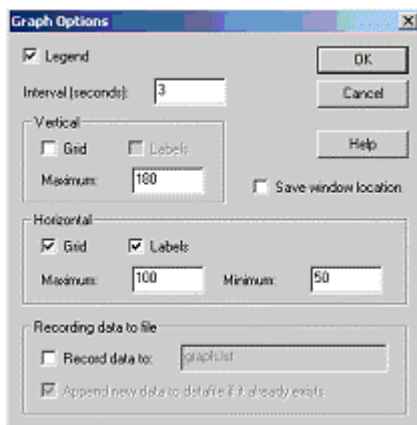 Graph Options
Legend
OK
Interval (seconds): 3
Cancel
Vertical
Grid Labels
Help
Maximum: 180
Save window location
Horizontal
Grid Labels
Maximum: 100 Minimum: 50
Recording data to file
Record data to: graph.lst
Append new data to datafile if it already exists